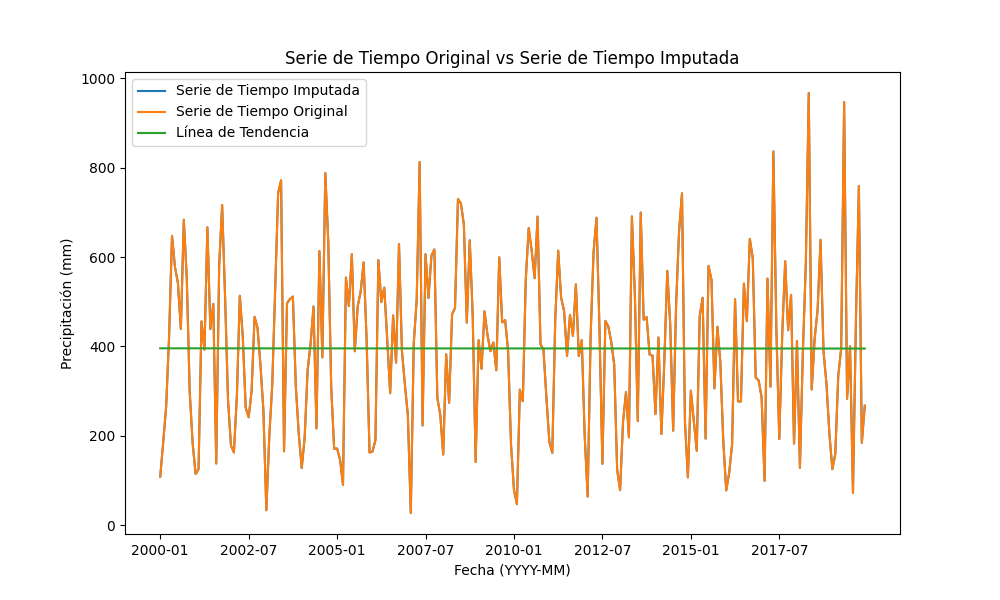 Serie de Tiempo Original vs Serie de Tiempo Imputada
Serie de Tiempo Imputada
Serie de Tiempo Original
Línea de Tendencia
Precipitación (mm)
1000
800
600
400
200
0
2000-01 2002-07 2005-01 2007-07 2010-01 2012-07 2015-01 2017-07
Fecha (YYYY-MM)